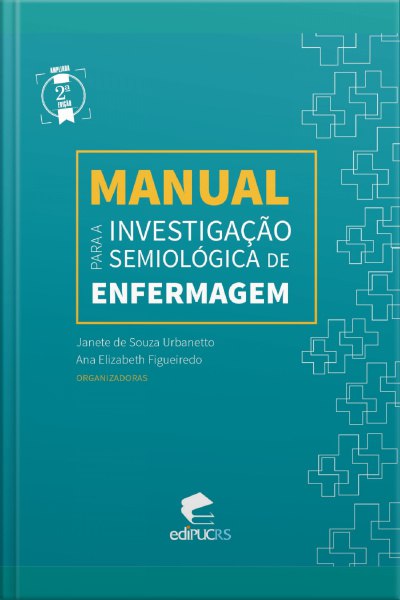 AMPLIADA
2ª
EDIÇÃO
MANUAL
PARA A
INVESTIGAÇÃO
SEMIOLÓGICA DE
ENFERMAGEM
Janete de Souza Urbanetto
Ana Elizabeth Figueiredo
ORGANIZADORAS
ediPUCRS